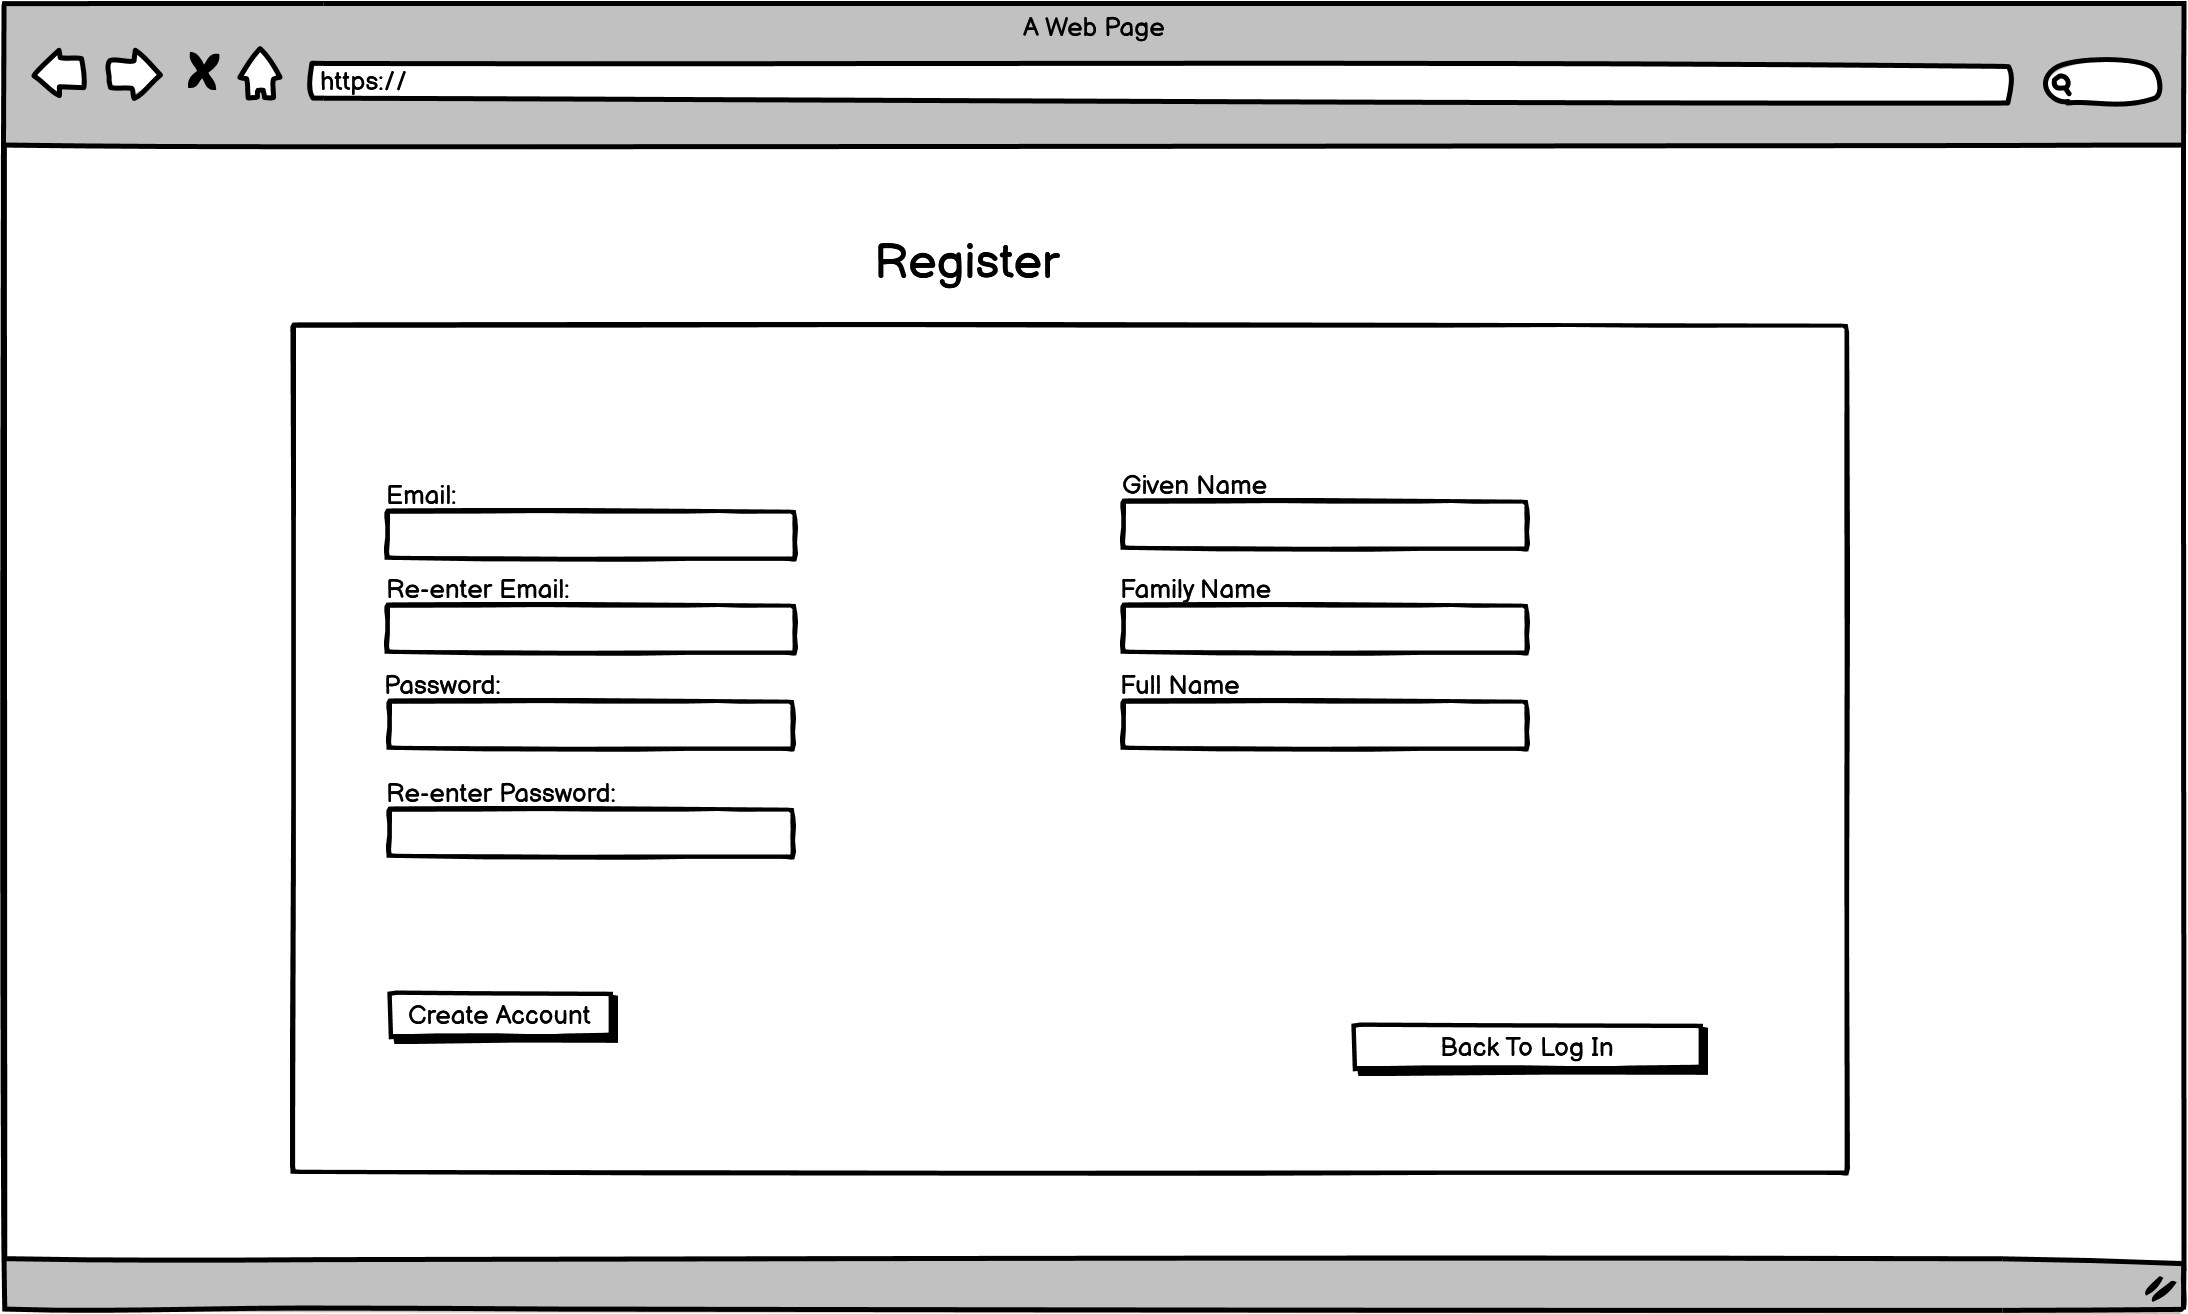 A Web Page
https://
Register
Email:
Given Name
Re-enter Email:
Family Name
Password:
Full Name
Re-enter Password:
Create Account
Back To Log In